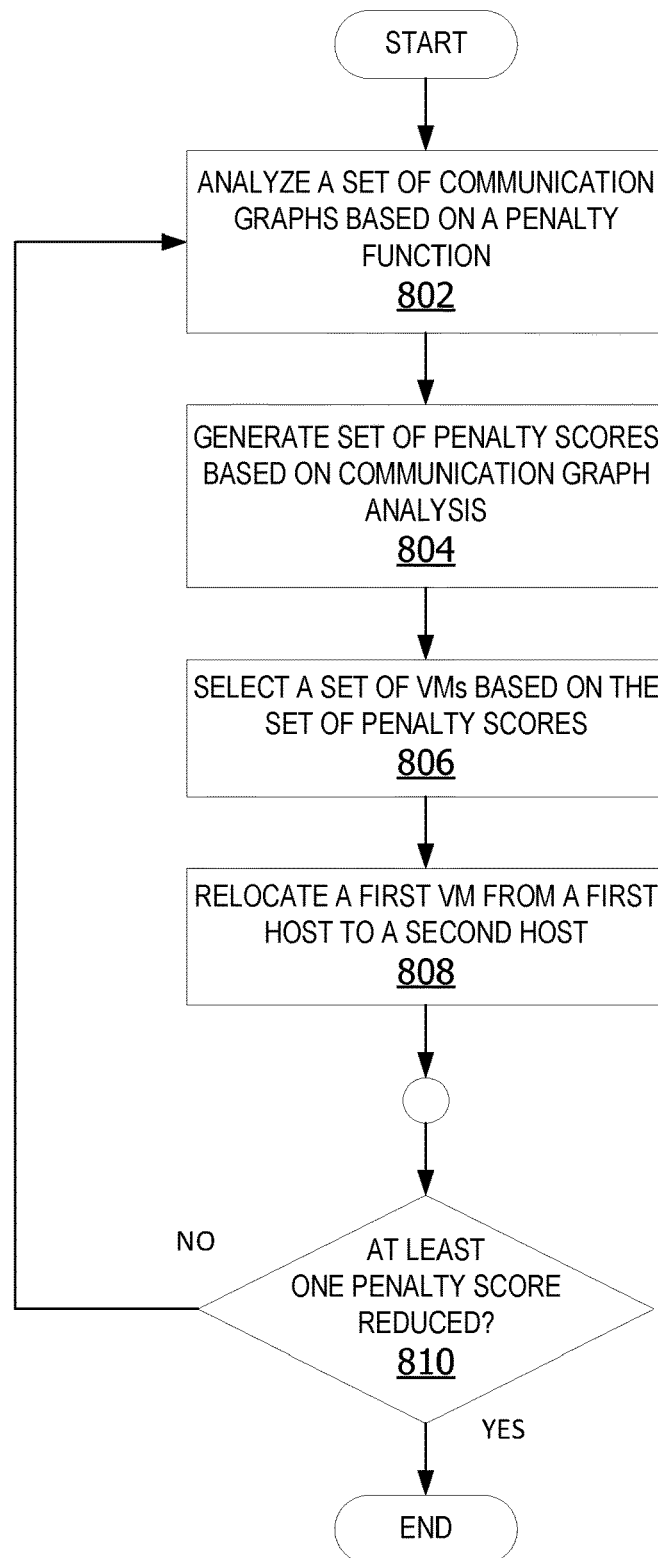 START
ANALYZE A SET OF COMMUNICATION
GRAPHS BASED ON A PENALTY
FUNCTION
802
GENERATE SET OF PENALTY SCORES
BASED ON COMMUNICATION GRAPH
ANALYSIS
804
SELECT A SET OF VMs BASED ON THE
SET OF PENALTY SCORES
806
RELOCATE A FIRST VM FROM A FIRST
HOST TO A SECOND HOST
808
NO
AT LEAST
ONE PENALTY SCORE
REDUCED?
810
YES
END